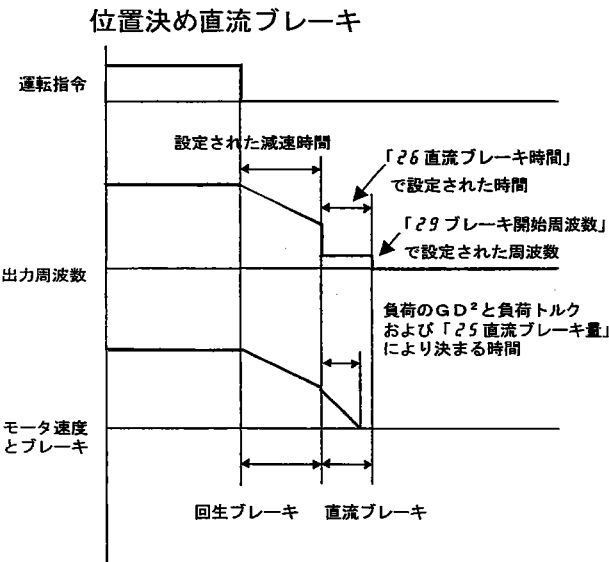 位置決め直流ブレーキ
運転指令
設定された減速時間
「26 直流ブレーキ時間」
で設定された時間
「29 ブレーキ開始周波数」
で設定された周波数
出力周波数
負荷のGD²と負荷トルク
および「25 直流ブレーキ量」
により決まる時間
モータ速度
とブレーキ
回生ブレーキ
直流ブレーキ